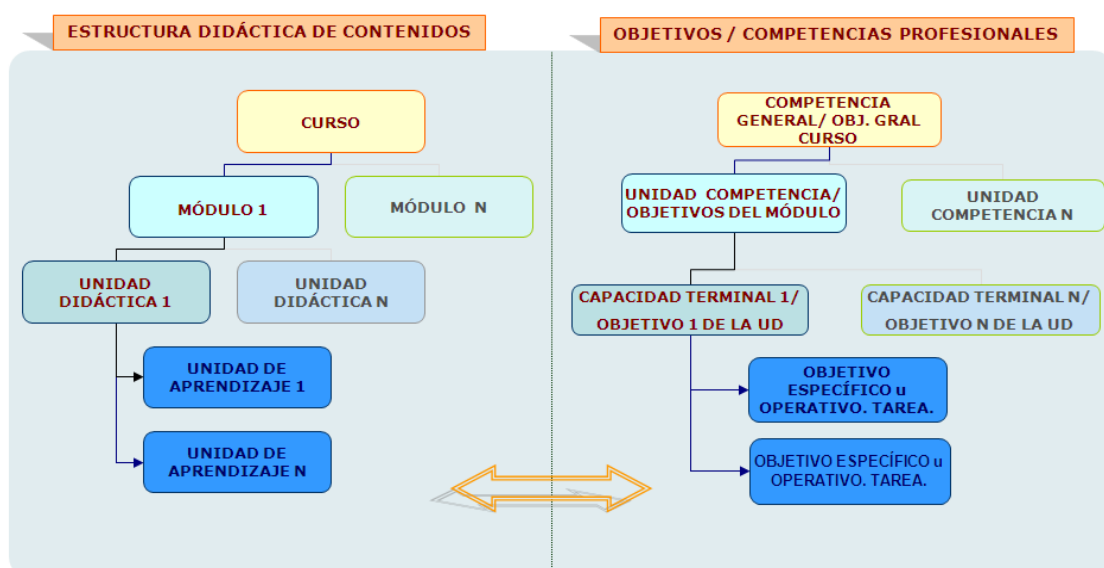 ESTRUCTURA DIDÁCTICA DE CONTENIDOS
CURSO
MÓDULO 1
MÓDULO N
UNIDAD
DIDÁCTICA 1
UNIDAD
DIDÁCTICA N
UNIDAD DE
APRENDIZAJE 1
UNIDAD DE
APRENDIZAJE N
OBJETIVOS / COMPETENCIAS PROFESIONALES
COMPETENCIA
GENERAL/ OBJ. GRAL
CURSO
UNIDAD COMPETENCIA/
OBJETIVOS DEL MÓDULO
UNIDAD
COMPETENCIA N
CAPACIDAD TERMINAL 1/
OBJETIVO 1 DE LA UD
CAPACIDAD TERMINAL N/
OBJETIVO N DE LA UD
OBJETIVO
ESPECÍFICO u
OPERATIVO. TAREA.
OBJETIVO ESPECÍFICO u
OPERATIVO. TAREA.